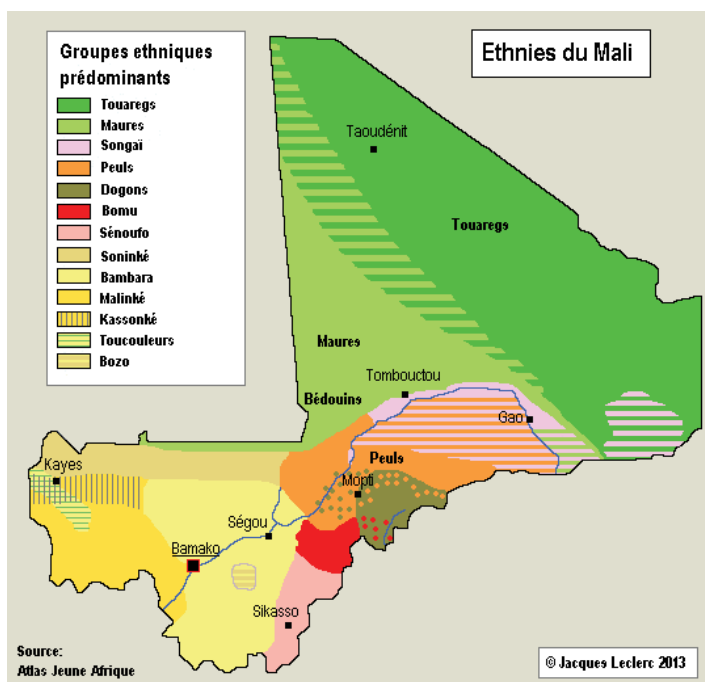 Ethnies du Mali
Groupes ethniques
prédominants
Touaregs
Maures
Songaï
Peuls
Dogons
Bomu
Sénoufo
Soninké
Bambara
Malinké
Kassonké
Toucouleurs
Bozo
Taoudénit
Touaregs
Maures
Tombouctou
Bédouins
Gao
Peuls
Kayes
Mopti
Ségou
Bamako
Sikasso
Source:
Atlas Jeune Afrique
© Jacques Leclerc 2013